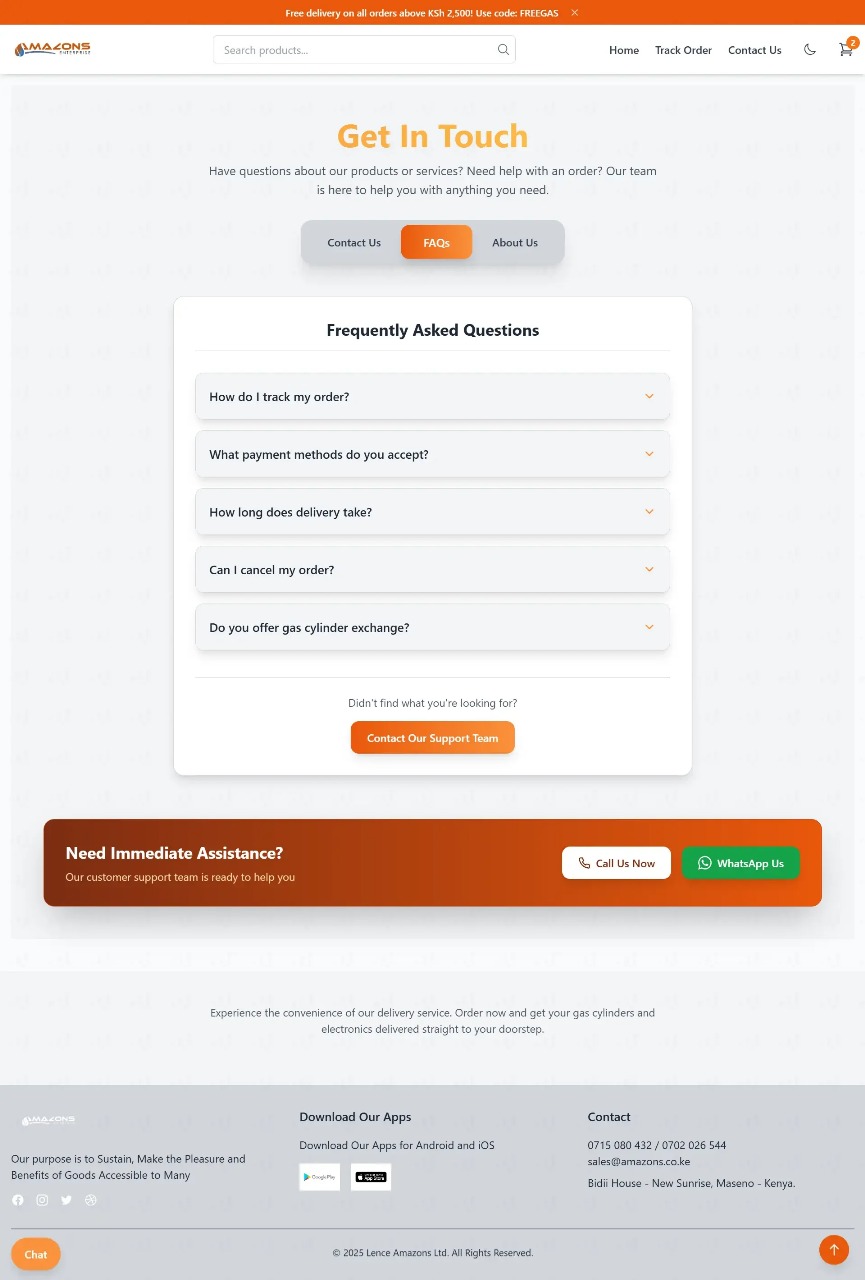 Free delivery on all orders above KSh 2,500! Use code: FREEGAS
AMAZONS
ENTERPRISE
Search products...
Home
Track Order
Contact Us
2
Get In Touch
Have questions about our products or services? Need help with an order? Our team
is here to help you with anything you need.
Contact Us
FAQs
About Us
Frequently Asked Questions
How do I track my order?
What payment methods do you accept?
How long does delivery take?
Can I cancel my order?
Do you offer gas cylinder exchange?
Didn't find what you're looking for?
Contact Our Support Team
Need Immediate Assistance?
Our customer support team is ready to help you
Call Us Now
WhatsApp Us
Experience the convenience of our delivery service. Order now and get your gas cylinders and
electronics delivered straight to your doorstep.
AMAZONS
Our purpose is to Sustain, Make the Pleasure and
Benefits of Goods Accessible to Many
Download Our Apps
Download Our Apps for Android and iOS
Google Play
App Store
Contact
0715 080 432 / 0702 026 544
sales@amazons.co.ke
Bidii House - New Sunrise, Maseno - Kenya.
Chat
© 2025 Lence Amazons Ltd. All Rights Reserved.